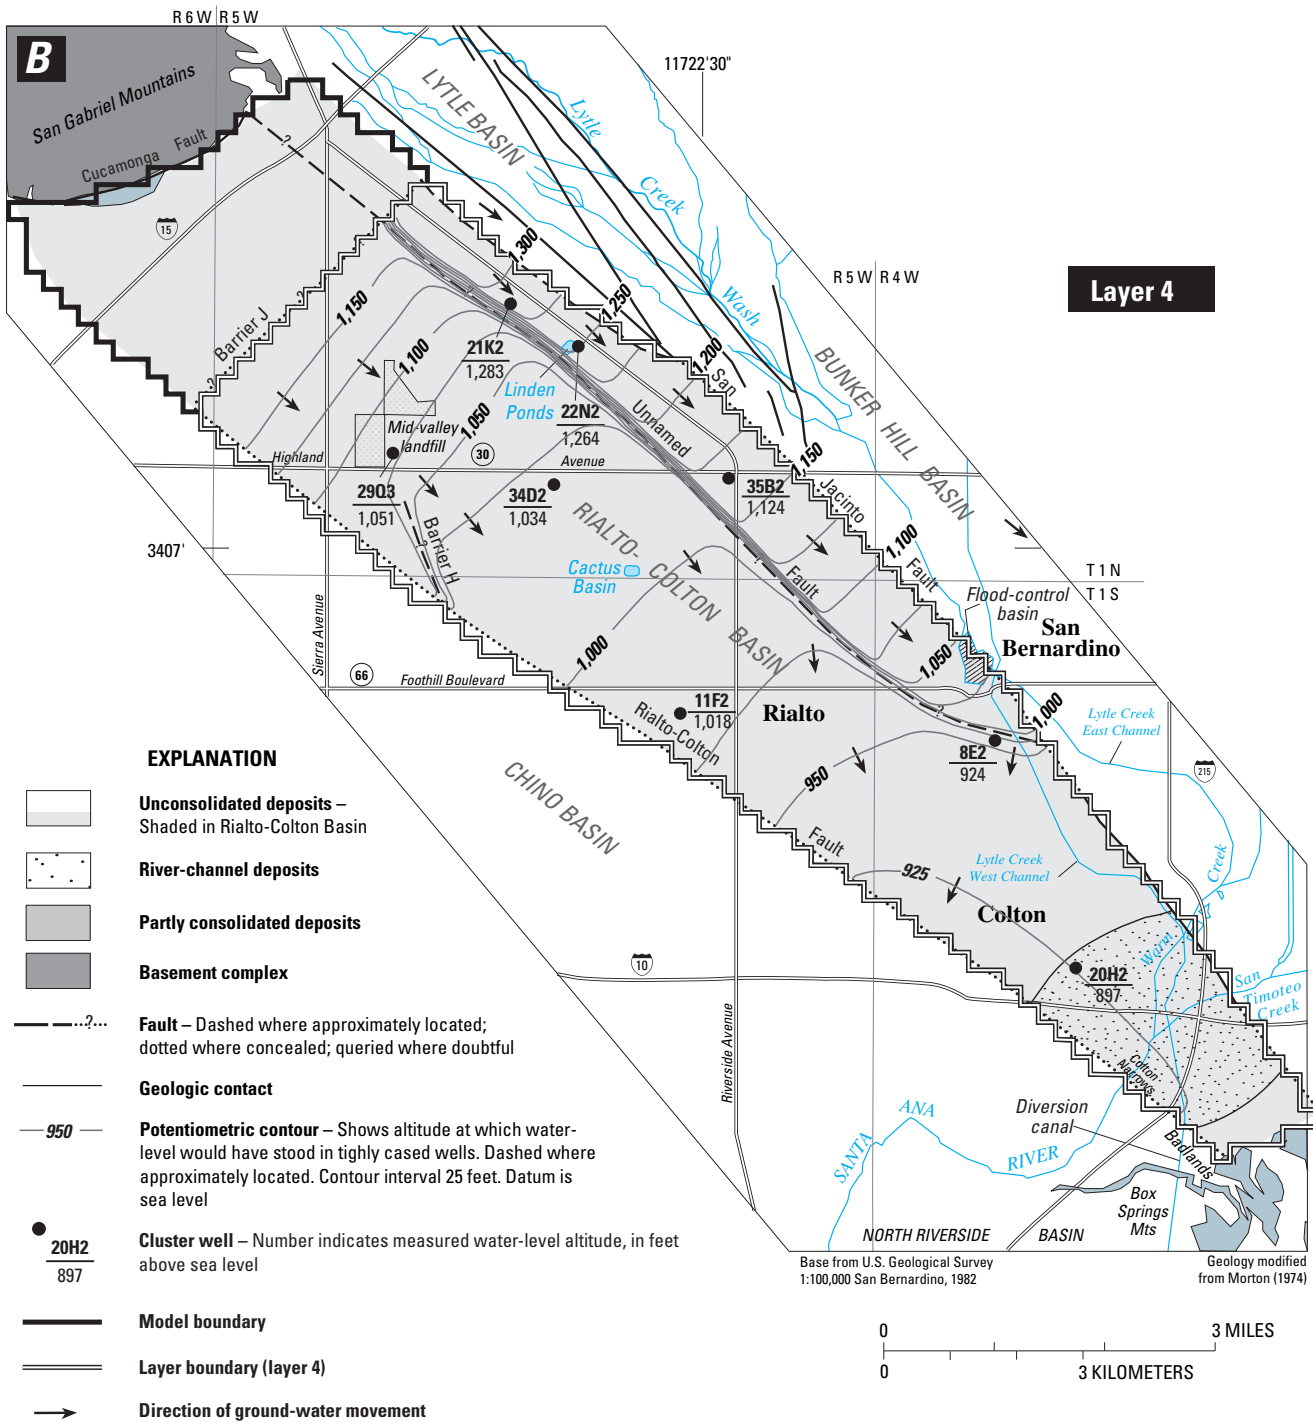 R 6 W R 5 W
B
San Gabriel Mountains
Cucamonga Fault
LYTLE BASIN
Lytle
Creek
Wash
11722'30"
R 5 W R 4 W
Layer 4
15
1,300
1,250
1,200
1,150
1,100
1,050
1,000
Barrier J
?
?
?
1,150
1,100
1,050
21K2
1,283
Linden
Ponds
22N2
1,264
Unnamed
Fault
San
Jacinto
Fault
BUNKER HILL BASIN
Mid-valley
landfill
Highland
30
Avenue
29Q3
1,051
34D2
1,034
35B2
1,124
Barrier H
?
RIALTO-
COLTON BASIN
?
3407'
Cactus
Basin
T 1 N
T 1 S
Flood-control
basin
San
Bernardino
Sierra Avenue
1,000
66
Foothill Boulevard
Rialto-Colton
Fault
11F2
1,018
Rialto
?
8E2
924
Lytle Creek
East Channel
215
CHINO BASIN
950
925
Lytle Creek
West Channel
Colton
Warm
Creek
San
Timoteo
Creek
20H2
897
10
Riverside Avenue
Colton
Narrows
Diversion
canal
Badlands
SANTA
ANA
RIVER
Box
Springs
Mts
NORTH RIVERSIDE BASIN
Base from U.S. Geological Survey
1:100,000 San Bernardino, 1982
Geology modified
from Morton (1974)
0 3 MILES
0 3 KILOMETERS
EXPLANATION
Unconsolidated deposits –
Shaded in Rialto-Colton Basin
River-channel deposits
Partly consolidated deposits
Basement complex
?
Fault – Dashed where approximately located;
dotted where concealed; queried where doubtful
Geologic contact
950
Potentiometric contour – Shows altitude at which water-
level would have stood in tighly cased wells. Dashed where
approximately located. Contour interval 25 feet. Datum is
sea level
20H2
897
Cluster well – Number indicates measured water-level altitude, in feet
above sea level
Model boundary
Layer boundary (layer 4)
Direction of ground-water movement